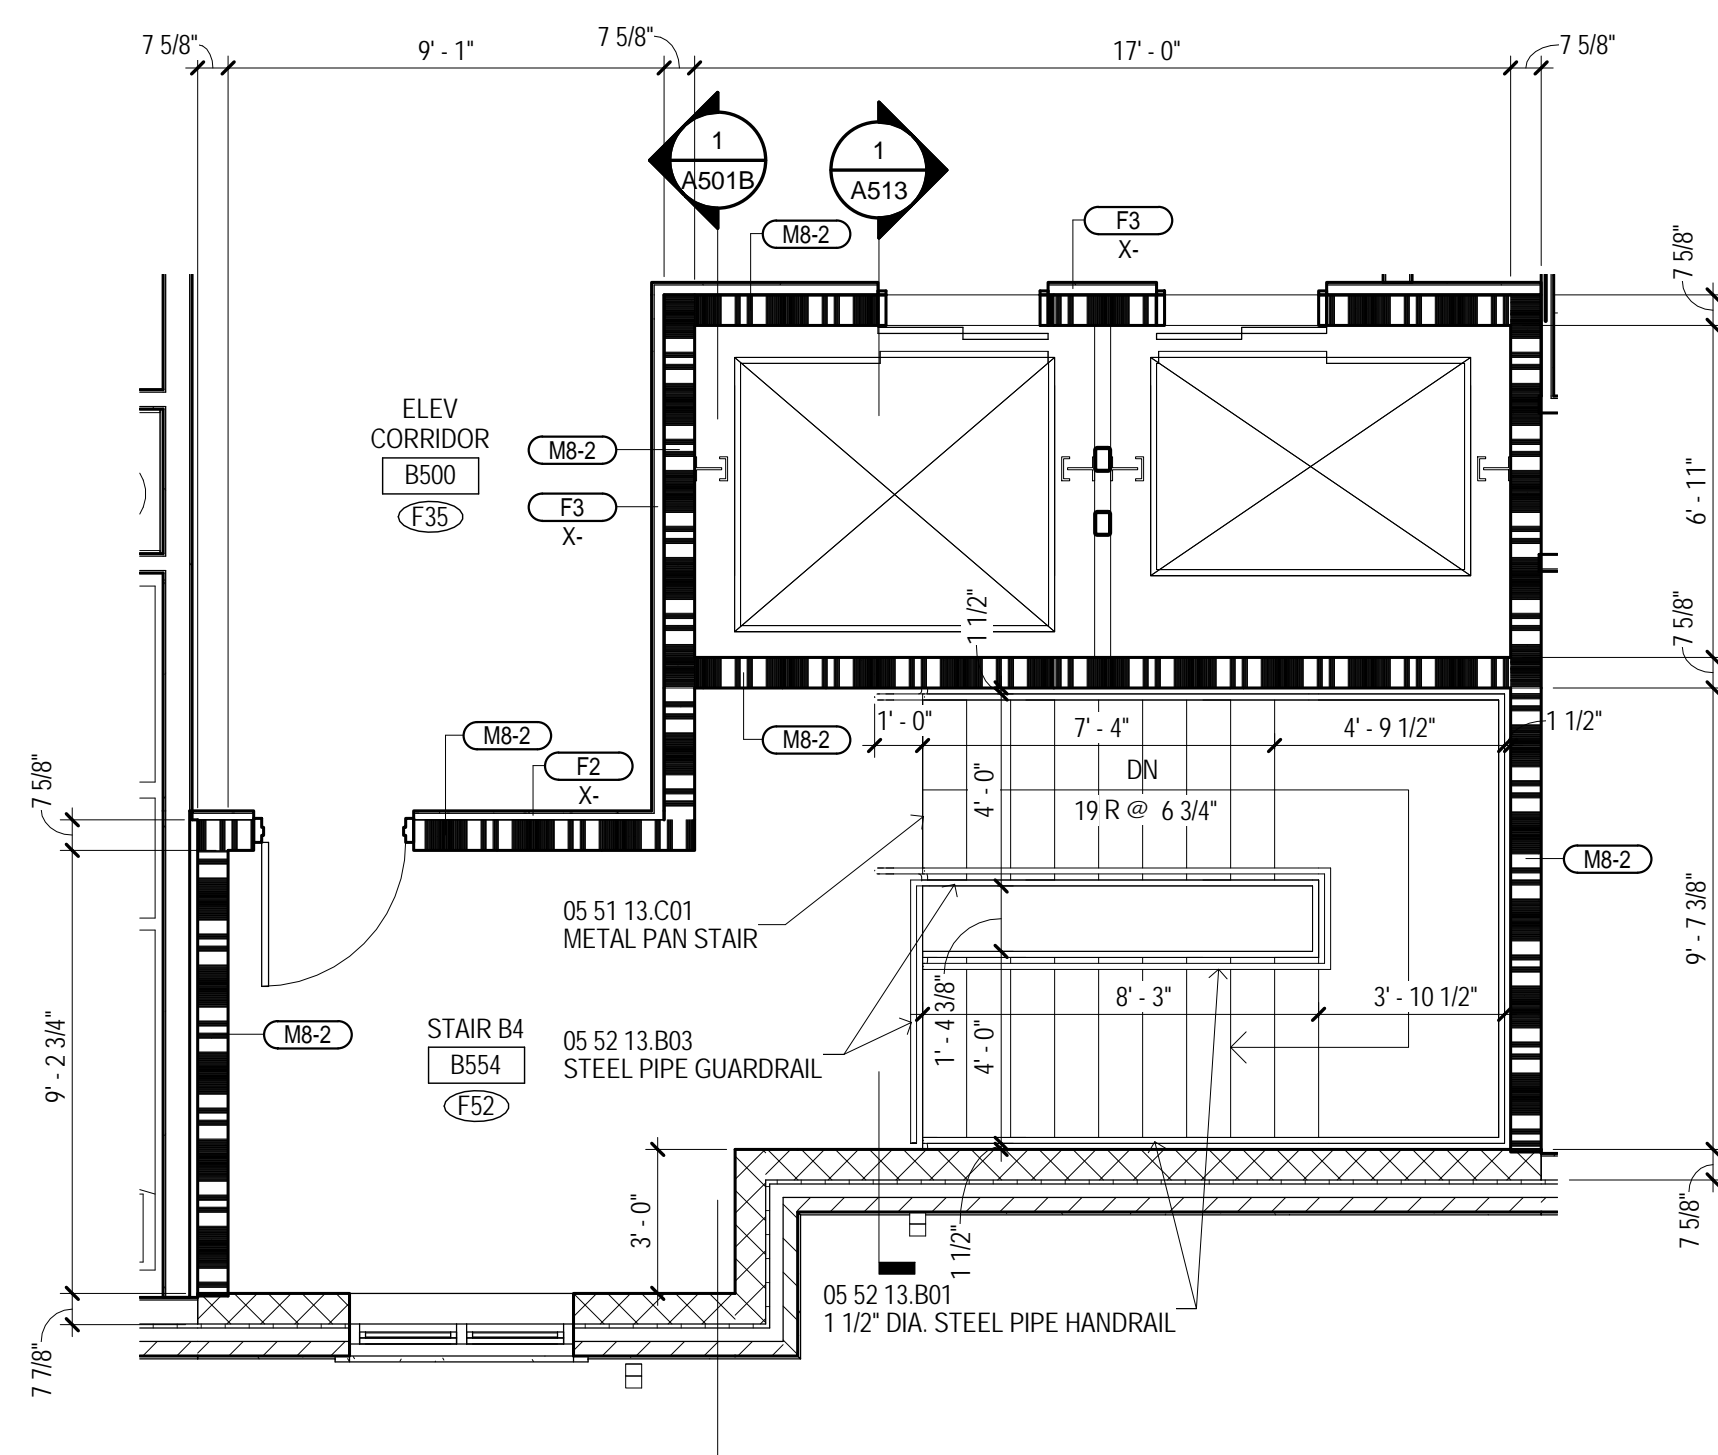 7 5/8"
9' - 1"
7 5/8"
17' - 0"
7 5/8"
1
A501B
1
A513
M8-2
F3
X-
7 5/8"
ELEV
CORRIDOR
B500
F35
M8-2
F3
X-
6' - 11"
1 1/2"
7 5/8"
M8-2
F2
X-
M8-2
1' - 0"
7' - 4"
4' - 9 1/2"
1 1/2"
7 5/8"
4' - 0"
DN
19 R @ 6 3/4"
M8-2
05 51 13.C01
METAL PAN STAIR
9' - 7 3/8"
1' - 4 3/8"
8' - 3"
3' - 10 1/2"
9' - 2 3/4"
M8-2
STAIR B4
B554
F52
05 52 13.B03
STEEL PIPE GUARDRAIL
4' - 0"
3' - 0"
1 1/2"
7 5/8"
05 52 13.B01
1 1/2" DIA. STEEL PIPE HANDRAIL
7 7/8"